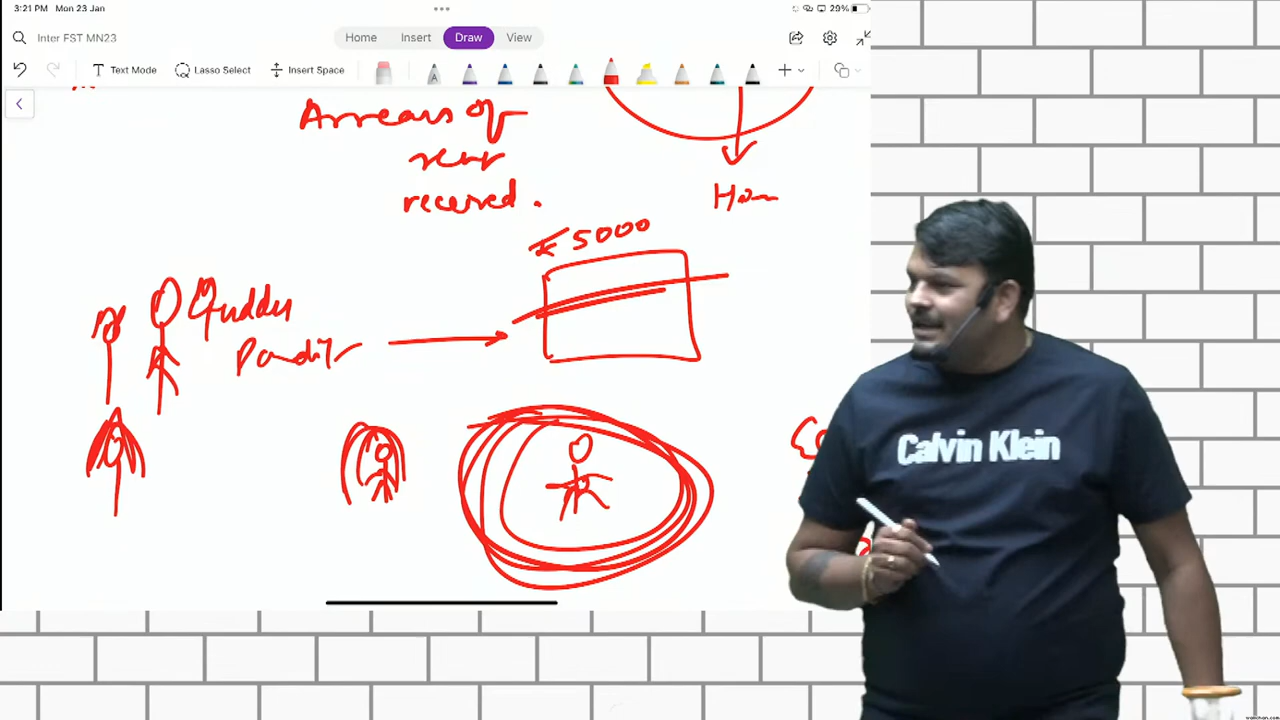 3:21 PM Mon 23 Jan
29%
Inter FST MN23
Home
Insert
Draw
View
Text Mode
Lasso Select
Insert Space
A
Arrears of
rent
received.
₹5000
Guddu
Pandit
Calvin Klein